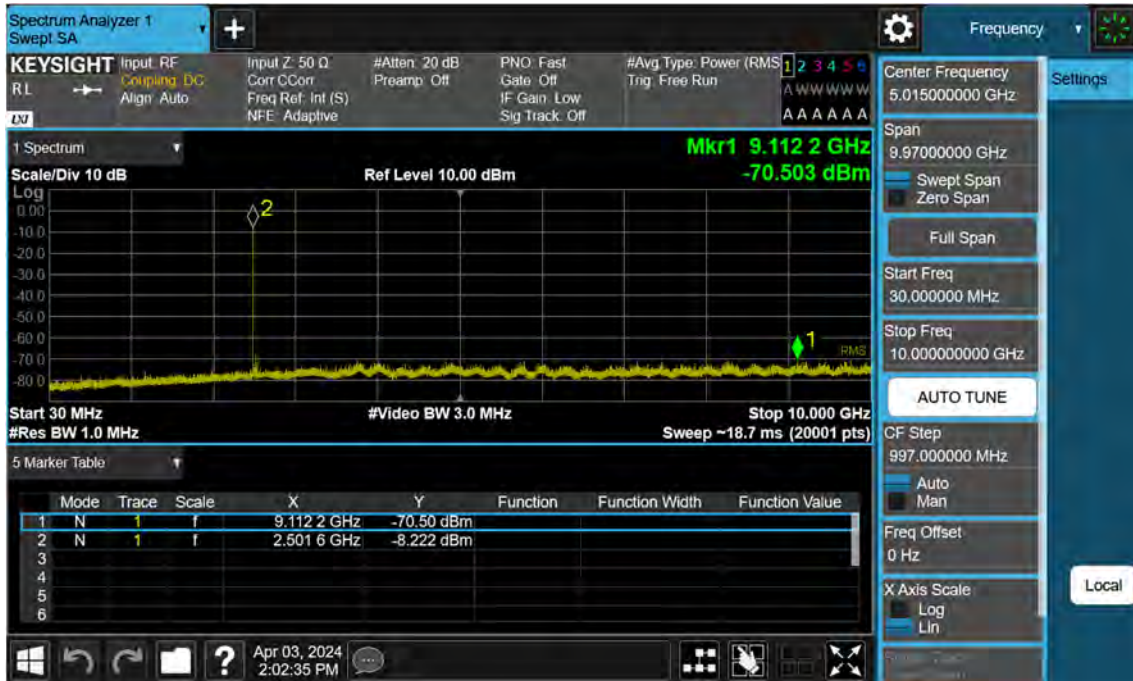 Spectrum Analyzer 1
Swept SA
+
Frequency
KEYSIGHT
RL
LXI
Input: RF
Coupling: DC
Align: Auto
Input Z: 50 Ω
Corr CCorr
Freq Ref: Int (S)
NFE: Adaptive
#Atten: 20 dB
Preamp: Off
PNO: Fast
Gate: Off
IF Gain: Low
Sig Track: Off
#Avg Type: Power (RMS
Trig: Free Run
1 2 3 4 5 6
A W W W W W
A A A A A A
1 Spectrum
Scale/Div 10 dB
Ref Level 10.00 dBm
Mkr1 9.112 2 GHz
-70.503 dBm
Log
0.00
-10.0
-20.0
-30.0
-40.0
-50.0
-60.0
-70.0
-80.0
2
1
RMS
Start 30 MHz
#Video BW 3.0 MHz
Stop 10.000 GHz
#Res BW 1.0 MHz
Sweep ~18.7 ms (20001 pts)
5 Marker Table
Mode Trace Scale X Y Function Function Width Function Value
1 N 1 f 9.112 2 GHz -70.50 dBm
2 N 1 f 2.501 6 GHz -8.222 dBm
3
4
5
6
Apr 03, 2024
2:02:35 PM
?
Center Frequency
5.015000000 GHz
Span
9.97000000 GHz
Swept Span
Zero Span
Full Span
Start Freq
30.000000 MHz
Stop Freq
10.000000000 GHz
AUTO TUNE
CF Step
997.000000 MHz
Auto
Man
Freq Offset
0 Hz
X Axis Scale
Log
Lin
Settings
Local